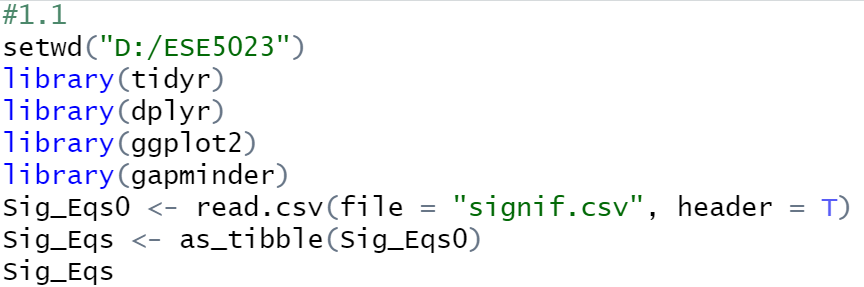 #1.1
setwd("D:/ESE5023")
library(tidyr)
library(dplyr)
library(ggplot2)
library(gapminder)
Sig_Eqs0 <- read.csv(file = "signif.csv", header = T)
Sig_Eqs <- as_tibble(Sig_Eqs0)
Sig_Eqs